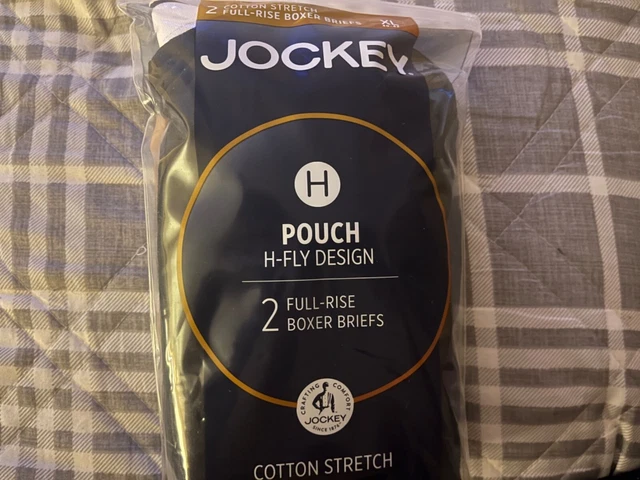 2 COTTON STRETCH
FULL-RISE BOXER BRIEFS
XL
JOCKEY
H
POUCH
H-FLY DESIGN
2 FULL-RISE
BOXER BRIEFS
CRAFTING COMFORT
JOCKEY
SINCE 1876
COTTON STRETCH